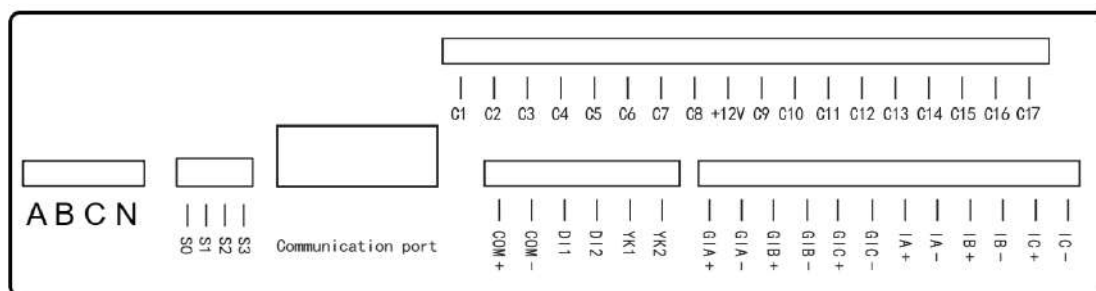 C1 C2 C3 C4 C5 C6 C7 C8 +12V C9 C10 C11 C12 C13 C14 C15 C16 C17
A B C N
S0 S1 S2 S3
Communication port
COM+ COM- DI1 DI2 YK1 YK2
GIA+ GIA- GIB+ GIB- GIC+ GIC- IA+ IA- IB+ IB- IC+ IC-